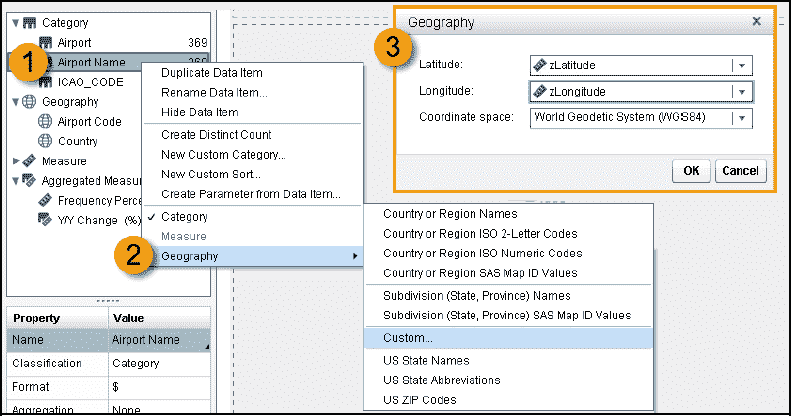 Category
Airport 369
1 Airport Name 369
ICAO_CODE
Geography
Airport Code
Country
Measure
Aggregated Measu
Frequency Perce
Y/Y Change (%)
Duplicate Data Item
Rename Data Item...
Hide Data Item
Create Distinct Count
New Custom Category...
New Custom Sort...
Create Parameter from Data Item...
✓ Category
Measure
2 Geography
Country or Region Names
Country or Region ISO 2-Letter Codes
Country or Region ISO Numeric Codes
Country or Region SAS Map ID Values
Subdivision (State, Province) Names
Subdivision (State, Province) SAS Map ID Values
Custom...
US State Names
US State Abbreviations
US ZIP Codes
3
Geography
Latitude: zLatitude
Longitude: zLongitude
Coordinate space: World Geodetic System (WGS84)
OK Cancel
Property Value
Name Airport Name
Classification Category
Format $
Aggregation None